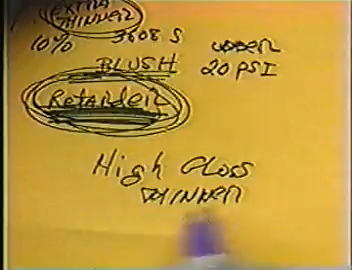 EXTRA
THINNER
10% 3608 S UNDER
BLUSH 20 PSI
Retarder
High Gloss
THINNER